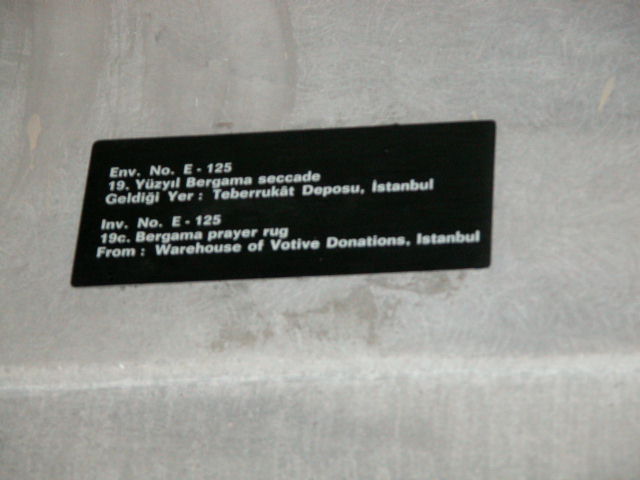 Env. No. E - 125
19. Yüzyıl Bergama seccade
Geldiği Yer : Teberrukât Deposu, İstanbul
Inv. No. E - 125
19c. Bergama prayer rug
From : Warehouse of Votive Donations, Istanbul